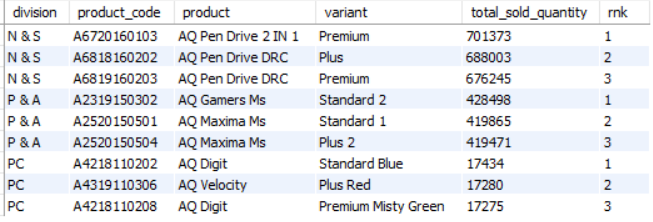 division product_code product variant total_sold_quantity rnk
N & S A6720160103 AQ Pen Drive 2 IN 1 Premium 701373 1
N & S A6818160202 AQ Pen Drive DRC Plus 688003 2
N & S A6819160203 AQ Pen Drive DRC Premium 676245 3
P & A A2319150302 AQ Gamers Ms Standard 2 428498 1
P & A A2520150501 AQ Maxima Ms Standard 1 419865 2
P & A A2520150504 AQ Maxima Ms Plus 2 419471 3
PC A4218110202 AQ Digit Standard Blue 17434 1
PC A4319110306 AQ Velocity Plus Red 17280 2
PC A4218110208 AQ Digit Premium Misty Green 17275 3